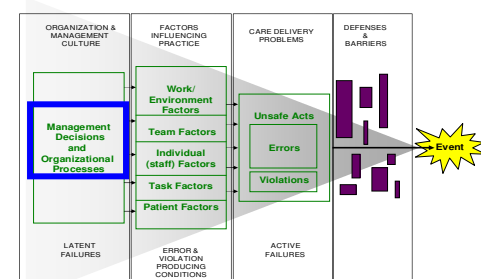 ORGANIZATION &
MANAGEMENT
CULTURE
FACTORS
INFLUENCING
PRACTICE
CARE DELIVERY
PROBLEMS
DEFENSES
&
BARRIERS
Management
Decisions
and
Organizational
Processes
Work/
Environment
Factors
Team Factors
Individual
(staff) Factors
Task Factors
Patient Factors
Unsafe Acts
Errors
Violations
Event
LATENT
FAILURES
ERROR &
VIOLATION
PRODUCING
CONDITIONS
ACTIVE
FAILURES